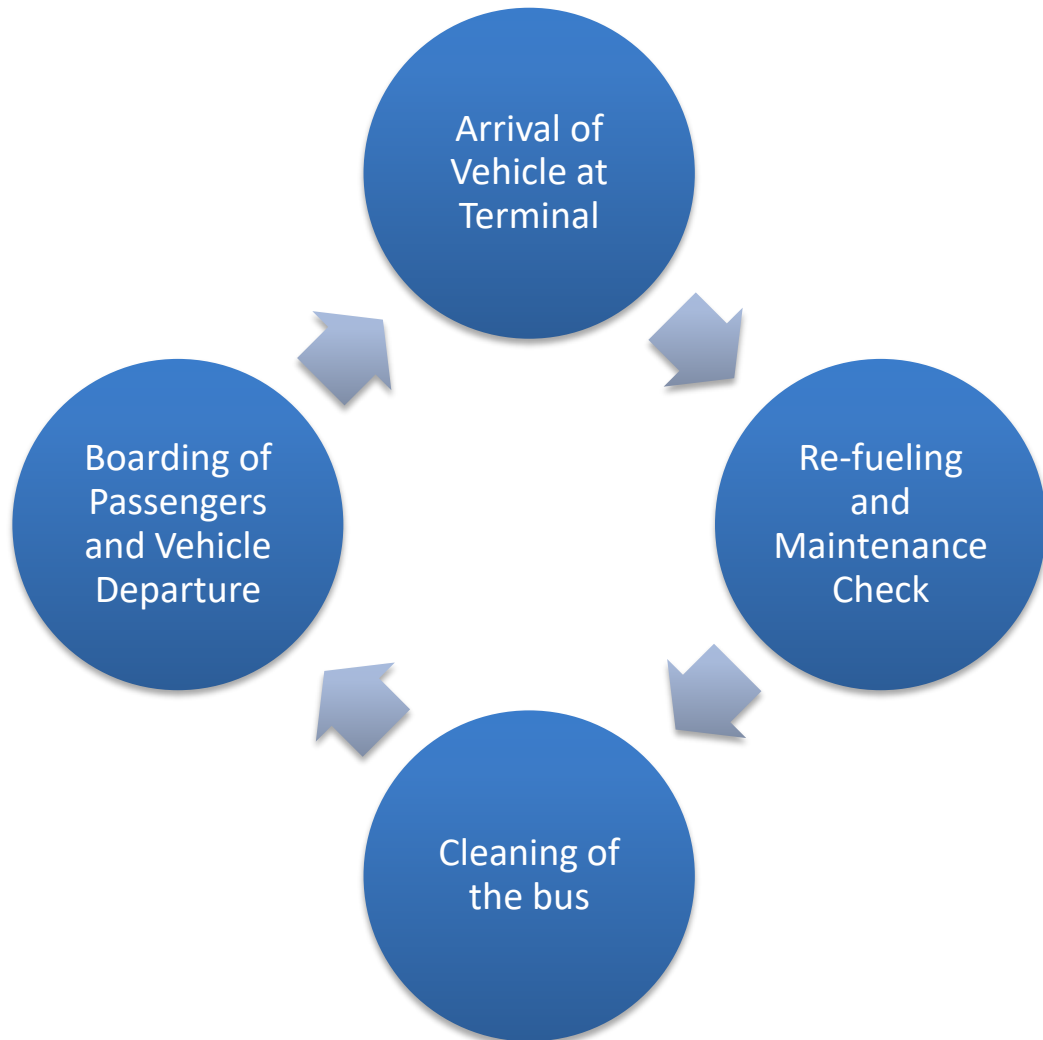 Arrival of
Vehicle at
Terminal
Re-fueling
and
Maintenance
Check
Cleaning of
the bus
Boarding of
Passengers
and Vehicle
Departure